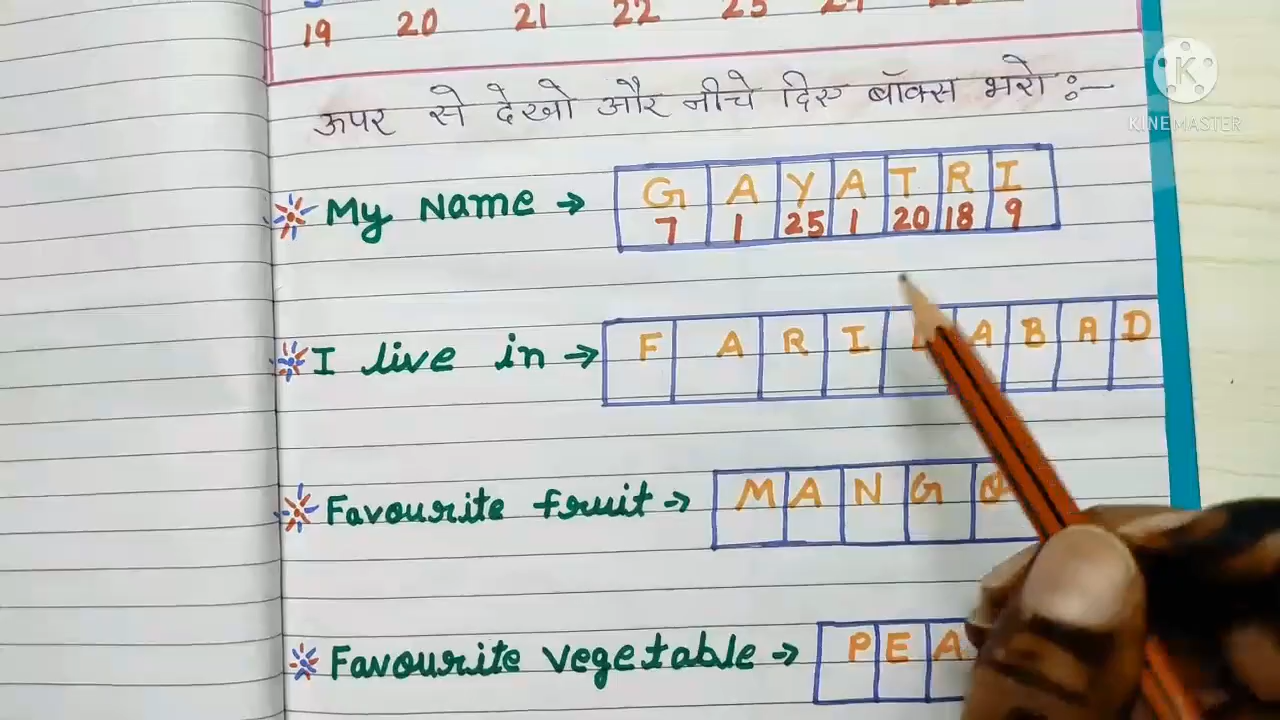 19 20 21 22 23
ऊपर से देखो और नीचे दिए बॉक्स भरो :-
KINEMASTER
My Name → G A Y A T R I
7 1 25 1 20 18 9
I live in → F A R I A B A D
Favourite fruit → M A N G O
Favourite vegetable → P E A